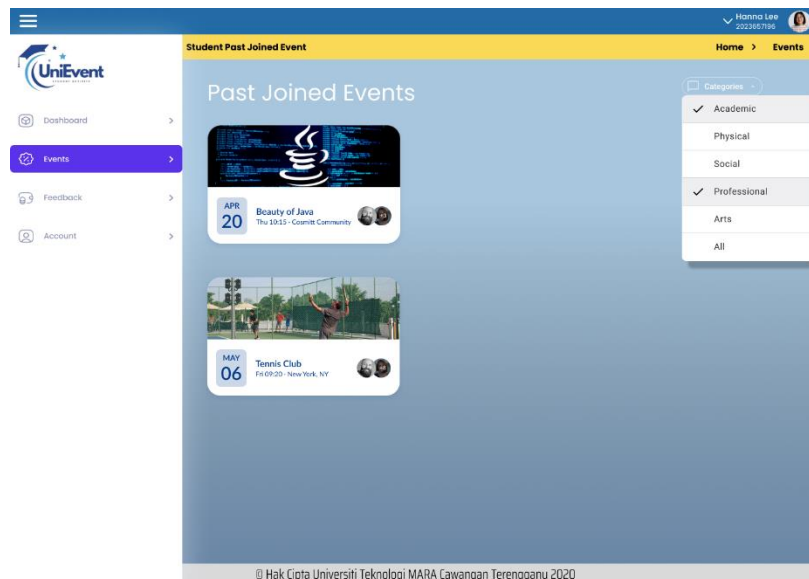 Hanna Lee
2023657196
Student Past Joined Event
Home > Events
UniEvent
Past Joined Events
Categories
Dashboard
Events
Feedback
Account
Academic
Physical
Social
Professional
Arts
All
APR
20
Beauty of Java
Thu 10:15 - Cosmitt Community
MAY
06
Tennis Club
Fri 09:20 - New York, NY
© Hak Cipta Universiti Teknologi MARA Cawangan Terengganu 2020